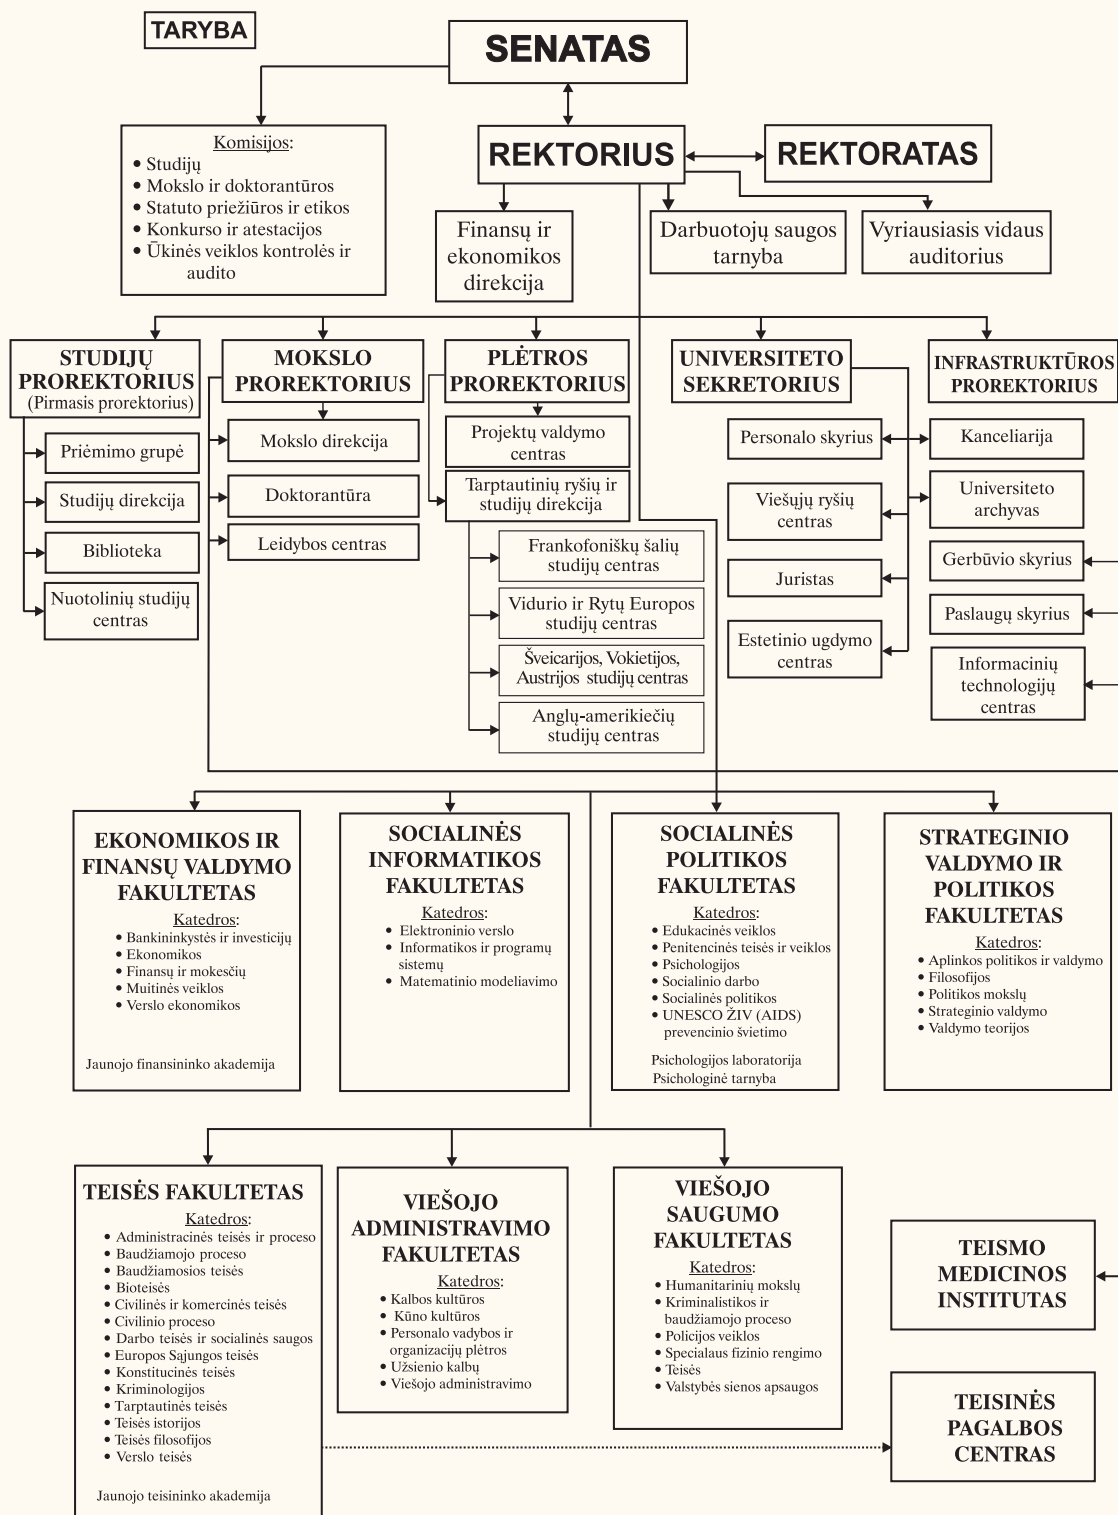 TARYBA
SENATAS
Komisijos:
• Studijų
• Mokslo ir doktorantūros
• Statuto priežiūros ir etikos
• Konkurso ir atestacijos
• Ūkinės veiklos kontrolės ir
audito
REKTORIUS
REKTORATAS
Finansų ir
ekonomikos
direkcija
Darbuotojų saugos
tarnyba
Vyriausiasis vidaus
auditorius
STUDIJŲ
PROREKTORIUS
(Pirmasis prorektorius)
Priėmimo grupė
Studijų direkcija
Biblioteka
Nuotolinių studijų
centras
MOKSLO
PROREKTORIUS
Mokslo direkcija
Doktorantūra
Leidybos centras
PLĖTROS
PROREKTORIUS
Projektų valdymo
centras
Tarptautinių ryšių ir
studijų direkcija
Frankofoniškų šalių
studijų centras
Vidurio ir Rytų Europos
studijų centras
Šveicarijos, Vokietijos,
Austrijos studijų centras
Anglų-amerikiečių
studijų centras
UNIVERSITETO
SEKRETORIUS
Personalo skyrius
Viešųjų ryšių
centras
Juristas
Estetinio ugdymo
centras
INFRASTRUKTŪROS
PROREKTORIUS
Kanceliarija
Universiteto
archyvas
Gerbūvio skyrius
Paslaugų skyrius
Informacinių
technologijų
centras
EKONOMIKOS IR
FINANSŲ VALDYMO
FAKULTETAS
Katedros:
• Bankininkystės ir investicijų
• Ekonomikos
• Finansų ir mokesčių
• Muitinės veiklos
• Verslo ekonomikos
Jaunojo finansininko akademija
SOCIALINĖS
INFORMATIKOS
FAKULTETAS
Katedros:
• Elektroninio verslo
• Informatikos ir programų
sistemų
• Matematinio modeliavimo
SOCIALINĖS
POLITIKOS
FAKULTETAS
Katedros:
• Edukacinės veiklos
• Penitencinės teisės ir veiklos
• Psichologijos
• Socialinio darbo
• Socialinės politikos
• UNESCO ŽIV (AIDS)
prevencinio švietimo
Psichologijos laboratorija
Psichologinė tarnyba
STRATEGINIO
VALDYMO IR
POLITIKOS
FAKULTETAS
Katedros:
• Aplinkos politikos ir valdymo
• Filosofijos
• Politikos mokslų
• Strateginio valdymo
• Valdymo teorijos
TEISĖS FAKULTETAS
Katedros:
• Administracinės teisės ir proceso
• Baudžiamojo proceso
• Baudžiamosios teisės
• Bioteisės
• Civilinės ir komercinės teisės
• Civilinio proceso
• Darbo teisės ir socialinės saugos
• Europos Sąjungos teisės
• Konstitucinės teisės
• Kriminologijos
• Tarptautinės teisės
• Teisės istorijos
• Teisės filosofijos
• Verslo teisės
Jaunojo teisininko akademija
VIEŠOJO
ADMINISTRAVIMO
FAKULTETAS
Katedros:
• Kalbos kultūros
• Kūno kultūros
• Personalo vadybos ir
organizacijų plėtros
• Užsienio kalbų
• Viešojo administravimo
VIEŠOJO
SAUGUMO
FAKULTETAS
Katedros:
• Humanitarinių mokslų
• Kriminalistikos ir
baudžiamojo proceso
• Policijos veiklos
• Specialaus fizinio rengimo
• Teisės
• Valstybės sienos apsaugos
TEISMO
MEDICINOS
INSTITUTAS
TEISINĖS
PAGALBOS
CENTRAS